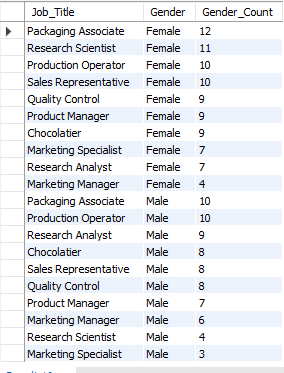 Job_Title Gender Gender_Count
Packaging Associate Female 12
Research Scientist Female 11
Production Operator Female 10
Sales Representative Female 10
Quality Control Female 9
Product Manager Female 9
Chocolatier Female 9
Marketing Specialist Female 7
Research Analyst Female 7
Marketing Manager Female 4
Packaging Associate Male 10
Production Operator Male 10
Research Analyst Male 9
Chocolatier Male 8
Sales Representative Male 8
Quality Control Male 8
Product Manager Male 7
Marketing Manager Male 6
Research Scientist Male 4
Marketing Specialist Male 3